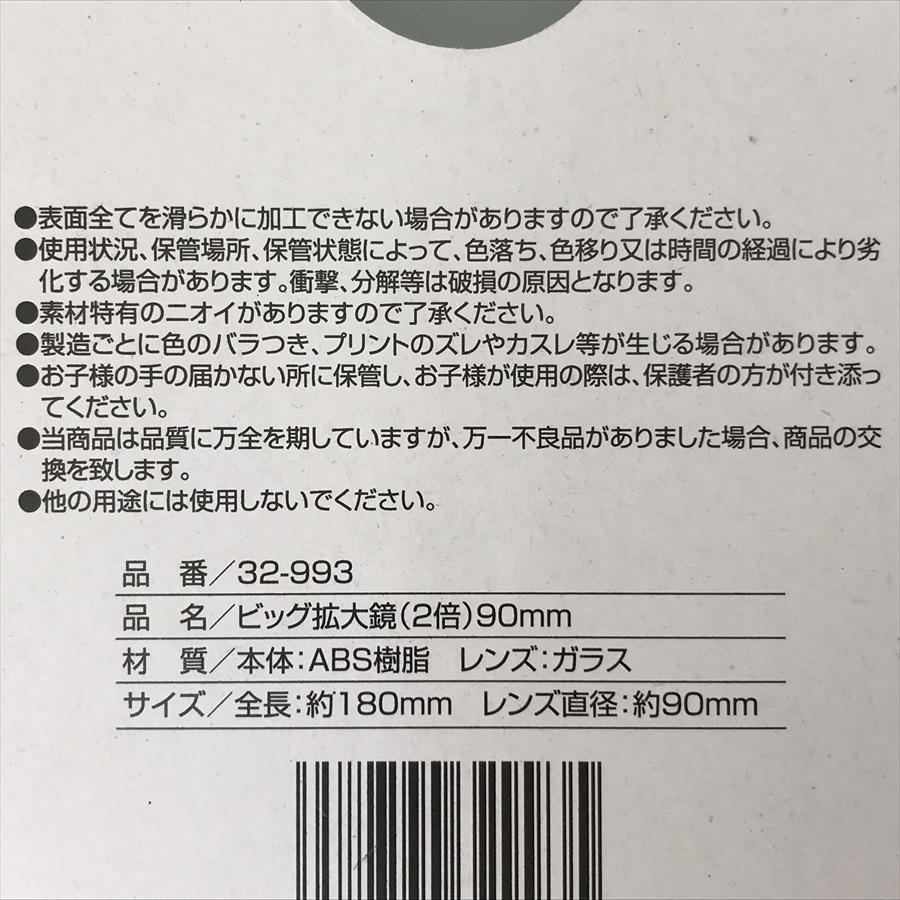 ●表面全てを滑らかに加工できない場合がありますので了承ください。
●使用状況、保管場所、保管状態によって、色落ち、色移り又は時間の経過により劣
化する場合があります。衝撃、分解等は破損の原因となります。
●素材特有のニオイがありますので了承ください。
●製造ごとに色のバラつき、プリントのズレやカスレ等が生じる場合があります。
●お子様の手の届かない所に保管し、お子様が使用の際は、保護者の方が付き添っ
てください。
●当商品は品質に万全を期していますが、万一不良品がありました場合、商品の交
換を致します。
●他の用途には使用しないでください。
品　番／32-993
品　名／ビッグ拡大鏡(2倍)90mm
材　質／本体：ABS樹脂　レンズ：ガラス
サイズ／全長：約180mm　レンズ直径：約90mm